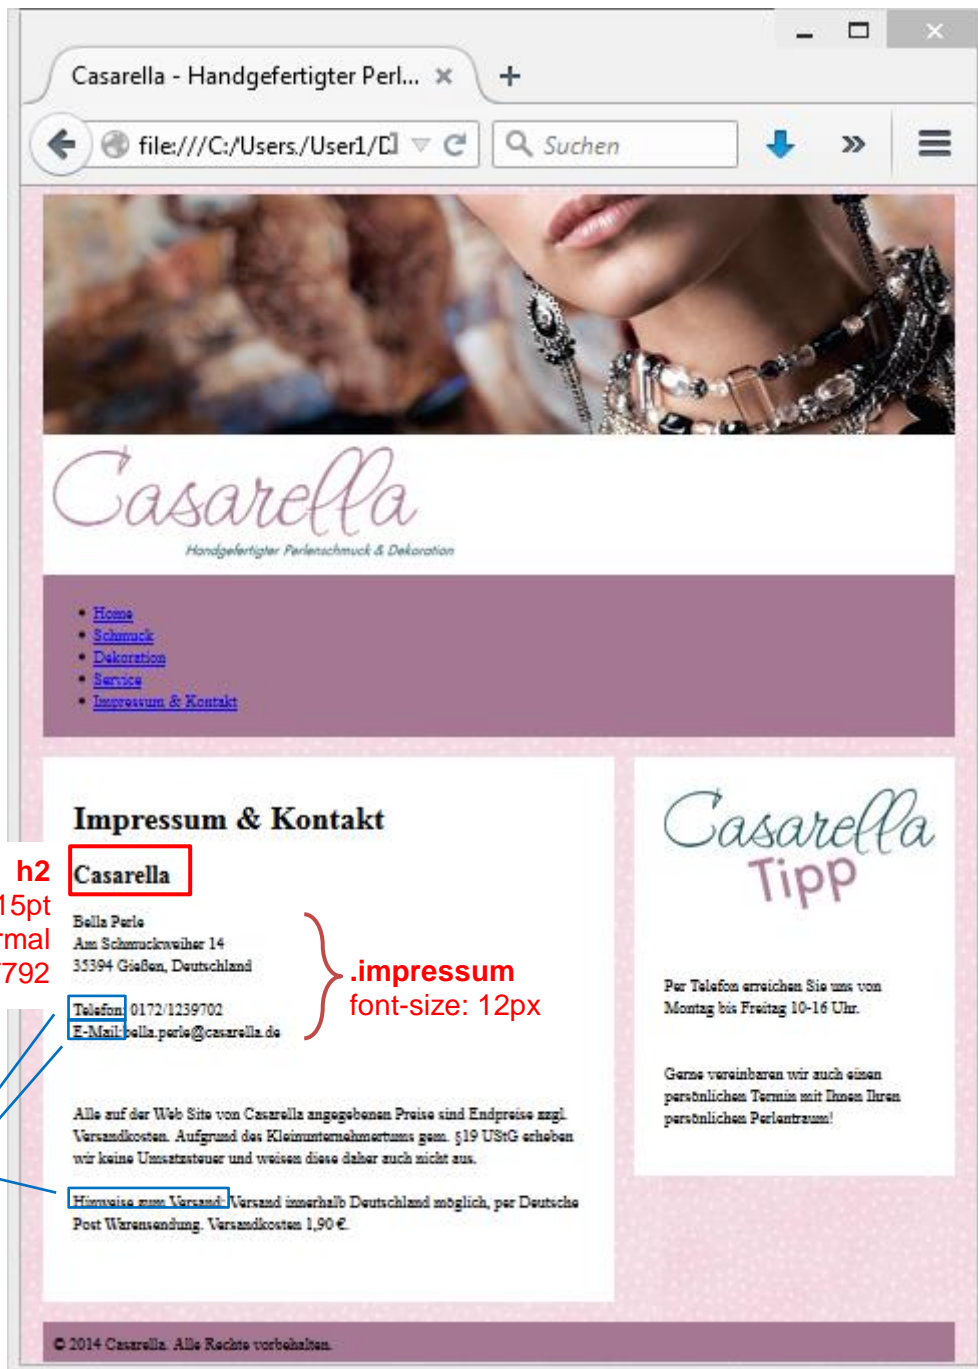 Casarella - Handgefertigter Perl...
file:///C:/Users./User1/D
Suchen
Casarella
Handgefertigter Perlenschmuck & Dekoration
Home
Schmuck
Dekoration
Service
Impressum & Kontakt
Impressum & Kontakt
h2
15pt
rmal
792
Casarella
Bella Perle
Am Schmuckweiher 14
35394 Gießen, Deutschland
Telefon: 0172/1239702
E-Mail: bella.perle@casarella.de
.impressum
font-size: 12px
Alle auf der Web Site von Casarella angegebenen Preise sind Endpreise zzgl.
Versandkosten. Aufgrund des Kleinunternehmertums gem. §19 UStG erheben
wir keine Umsatzsteuer und weisen diese daher auch nicht aus.
Hinweise zum Versand: Versand innerhalb Deutschland möglich, per Deutsche
Post Warensendung. Versandkosten 1,90 €.
Casarella
Tipp
Per Telefon erreichen Sie uns von
Montag bis Freitag 10-16 Uhr.
Gerne vereinbaren wir auch einen
persönlichen Termin mit Ihnen Ihren
persönlichen Perlentraum!
© 2014 Casarella. Alle Rechte vorbehalten.